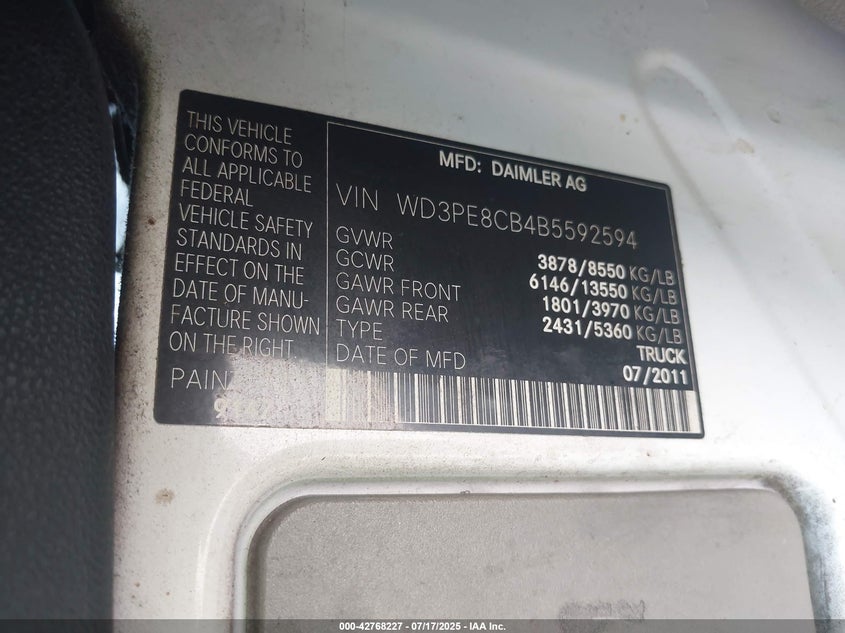 THIS VEHICLE
CONFORMS TO
ALL APPLICABLE
FEDERAL
VEHICLE SAFETY
STANDARDS IN
EFFECT ON THE
DATE OF MANU-
FACTURE SHOWN
ON THE RIGHT.
MFD: DAIMLER AG
VIN WD3PE8CB4B5592594
GVWR 3878/8550 KG/LB
GCWR 6146/13550 KG/LB
GAWR FRONT 1801/3970 KG/LB
GAWR REAR 2431/5360 KG/LB
TYPE TRUCK
DATE OF MFD 07/2011
000-42768227 - 07/17/2025 - IAA Inc.